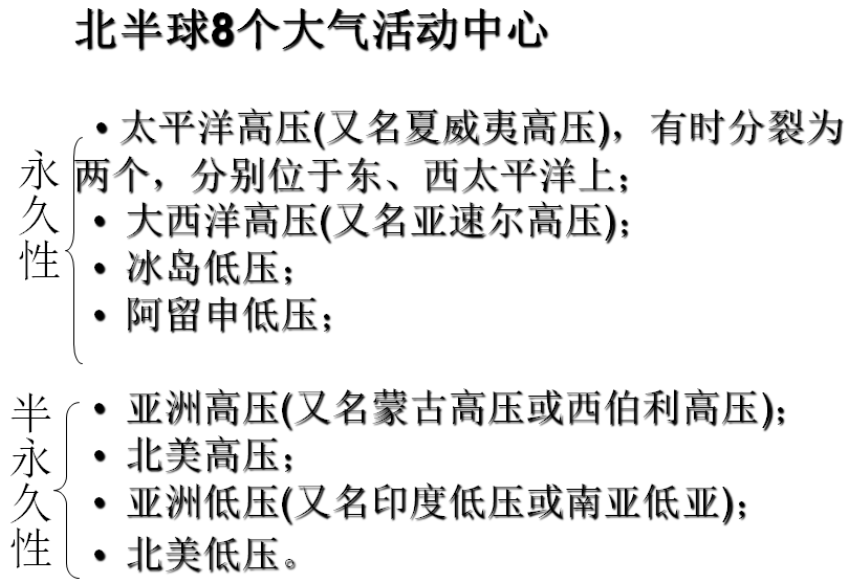 北半球8个大气活动中心
永久性
• 太平洋高压(又名夏威夷高压)，有时分裂为
两个，分别位于东、西太平洋上；
• 大西洋高压(又名亚速尔高压)；
• 冰岛低压；
• 阿留申低压；
半永久性
• 亚洲高压(又名蒙古高压或西伯利高压)；
• 北美高压；
• 亚洲低压(又名印度低压或南亚低亚)；
• 北美低压。